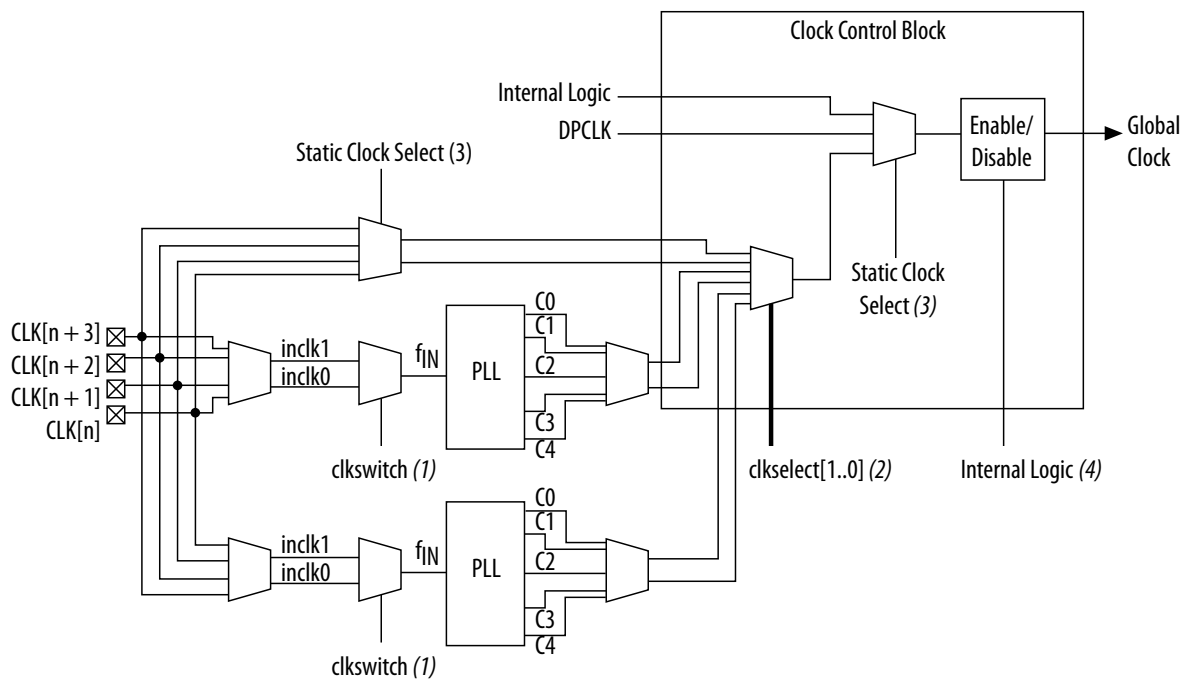 Clock Control Block
Internal Logic
DPCLK
Enable/
Disable
Global
Clock
Static Clock Select (3)
Static Clock
Select (3)
CLK[n + 3]
CLK[n + 2]
CLK[n + 1]
CLK[n]
inclk1
inclk0
fIN
PLL
C0
C1
C2
C3
C4
clkswitch (1)
clkselect[1..0] (2)
Internal Logic (4)
inclk1
inclk0
fIN
PLL
C0
C1
C2
C3
C4
clkswitch (1)